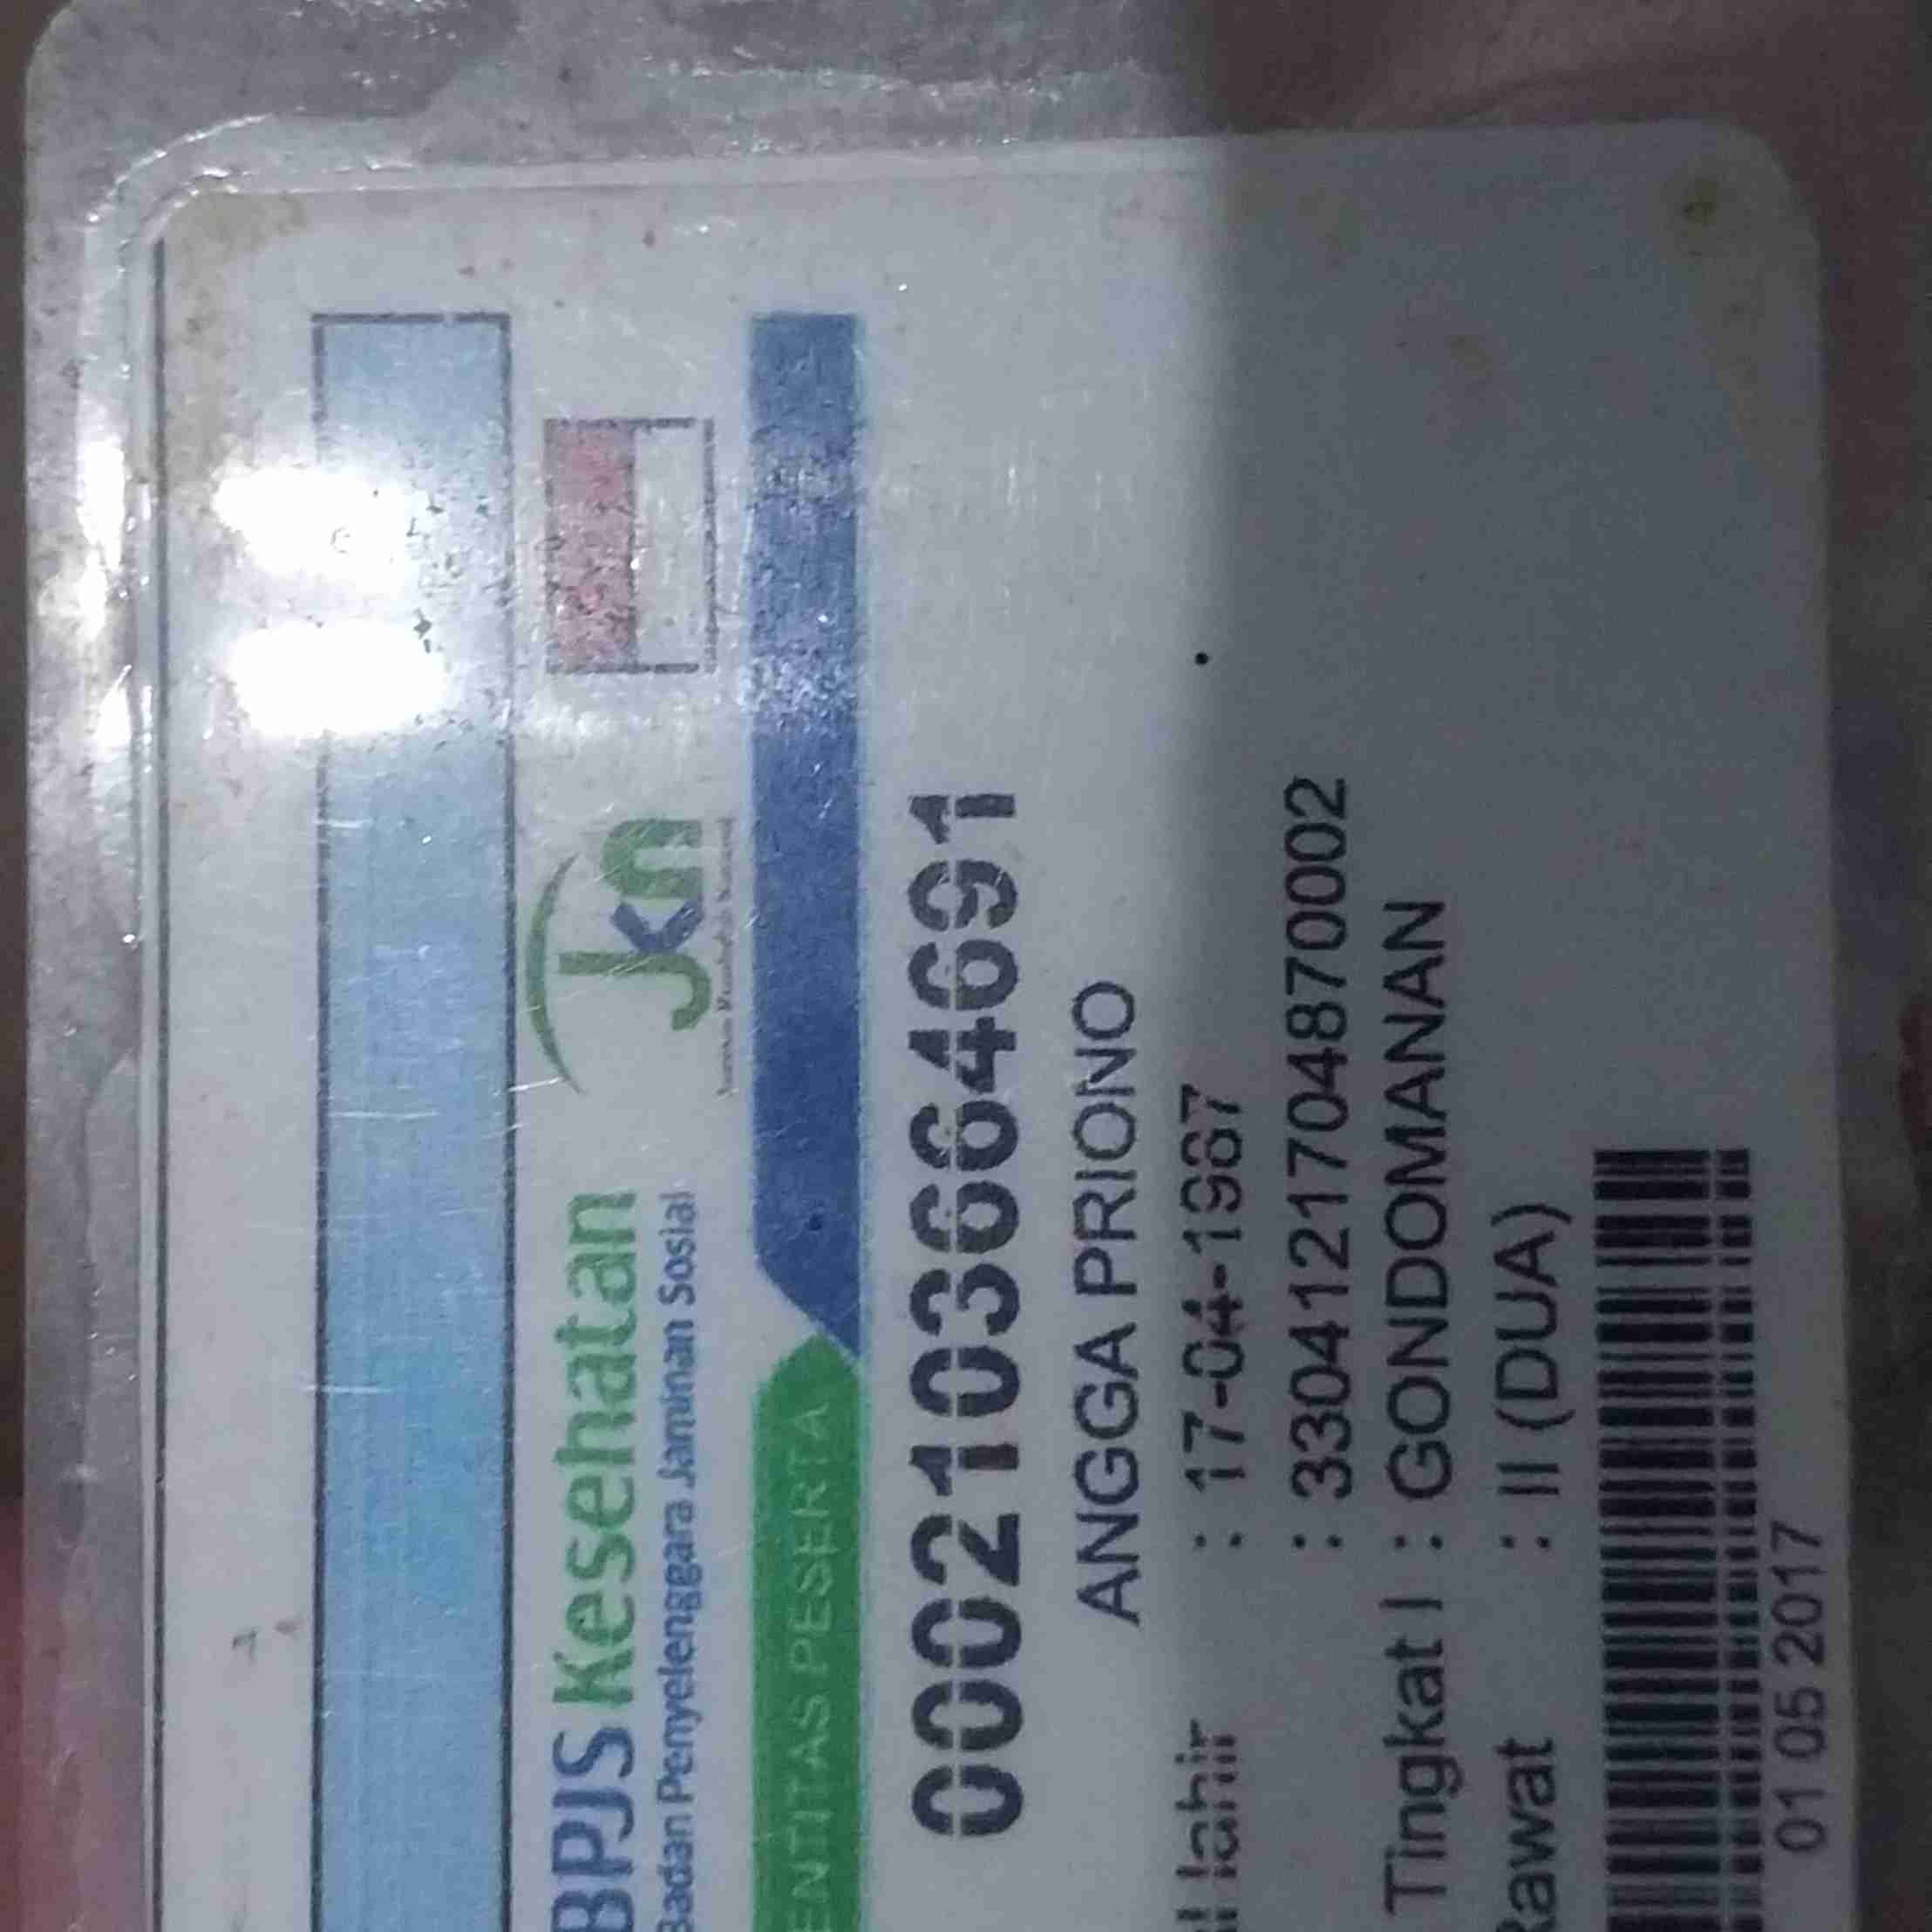 BPJS Kesehatan
Badan Penyelenggara Jaminan Sosial
jkn
ENTITAS PESERTA
0002103664691
ANGGA PRIONO
l lahir : 17-04-1987
: 3304121704870002
Tingkat I : GONDOMANAN
Rawat : II (DUA)
01 05 2017